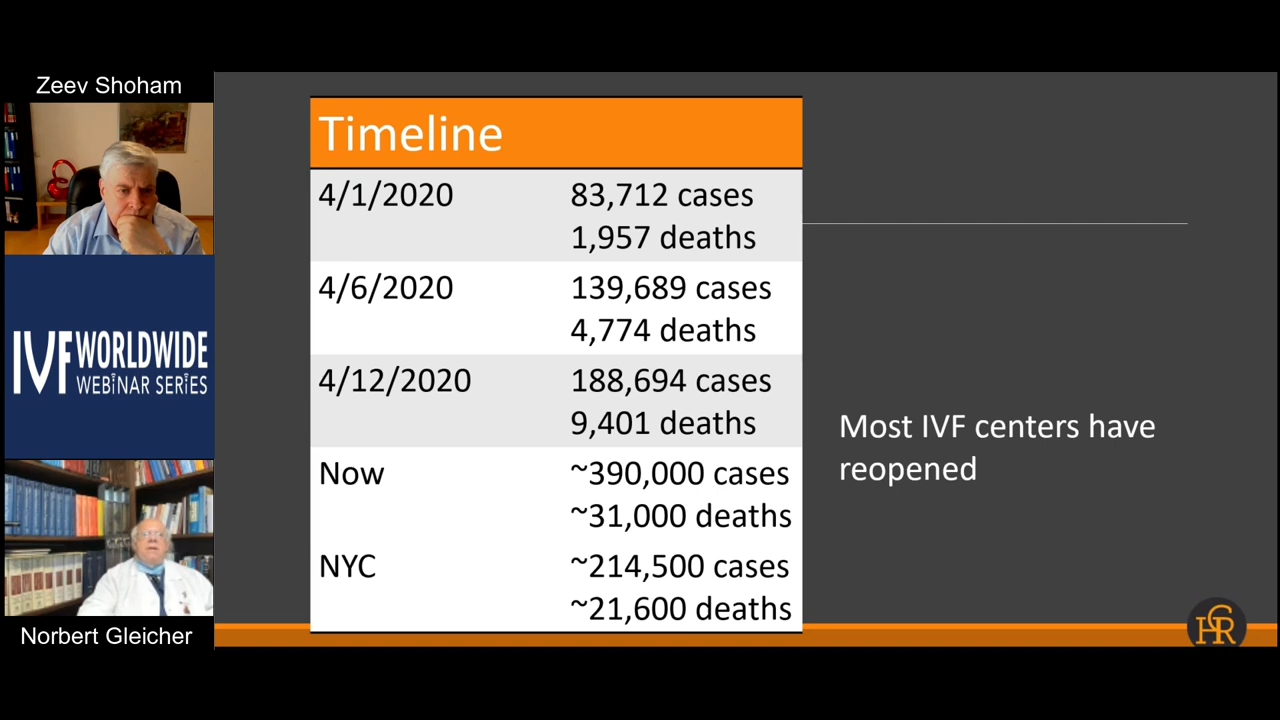 Zeev Shoham
IVF WORLDWIDE
WEBINAR SERIES
Norbert Gleicher
Timeline
4/1/2020 83,712 cases
1,957 deaths
4/6/2020 139,689 cases
4,774 deaths
4/12/2020 188,694 cases
9,401 deaths
Now ~390,000 cases
~31,000 deaths
NYC ~214,500 cases
~21,600 deaths
Most IVF centers have
reopened
CHR